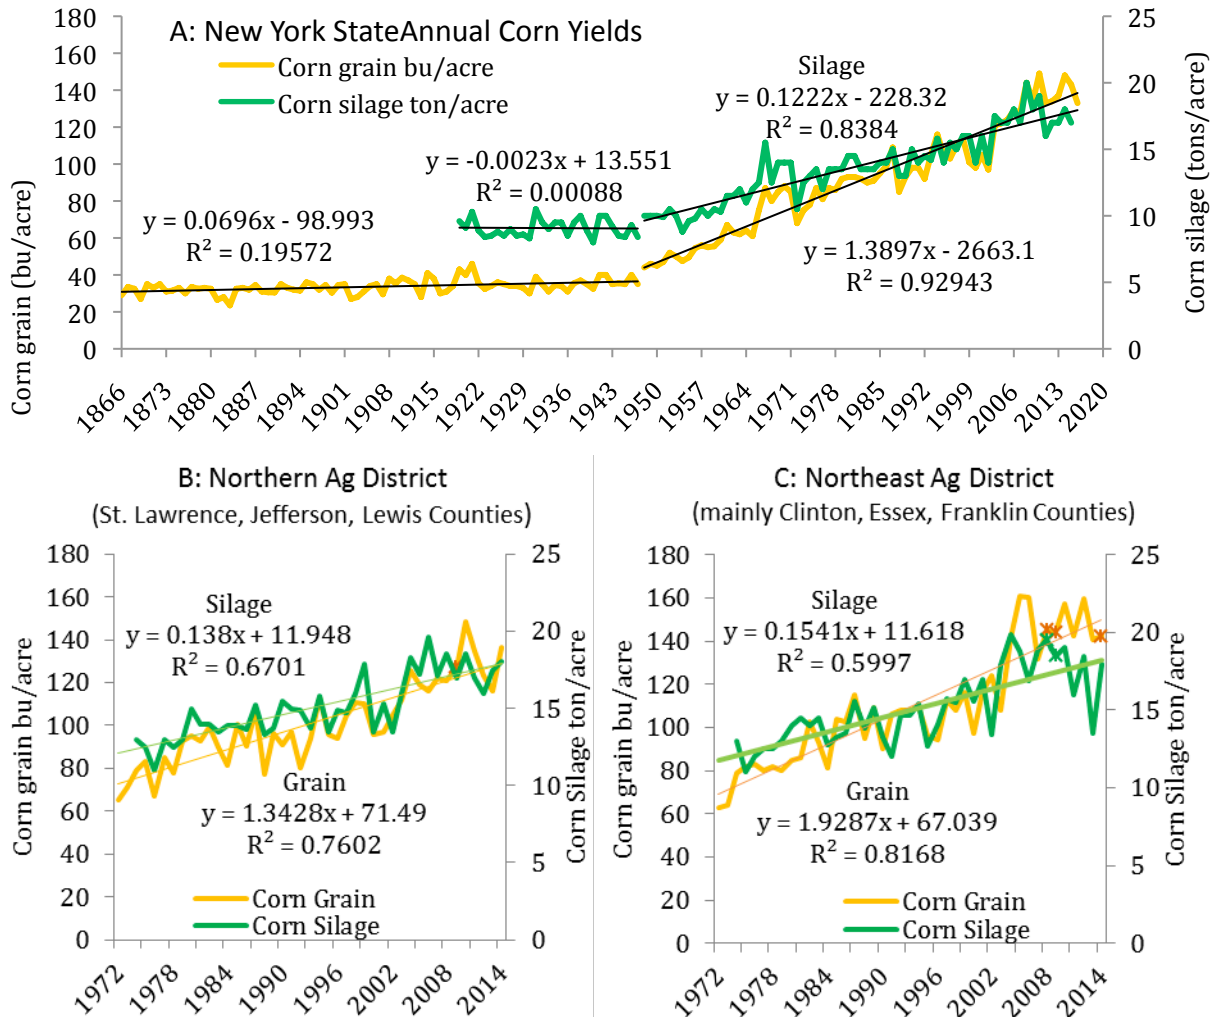 A: New York StateAnnual Corn Yields
Corn grain bu/acre
Corn silage ton/acre
Silage
y = 0.1222x - 228.32
R² = 0.8384
y = -0.0023x + 13.551
R² = 0.00088
y = 0.0696x - 98.993
R² = 0.19572
1.3897x - 2663.1
0.92943
Corn grain (bu/acre)
180
160
140
120
100
80
60
40
20
0
Corn silage (tons/acre)
25
20
15
10
5
0
1866
1873
1880
1887
1894
1901
1908
1915
1922
1929
1936
1943
1950
1957
1964
1971
1978
1985
1992
1999
2006
2013
2020
B: Northern Ag District
(St. Lawrence, Jefferson, Lewis Counties)
Silage
y = 0.138x + 11.948
R² = 0.6701
Grain
y = 1.3428x + 71.49
R² = 0.7602
Corn Grain
Corn Silage
Corn grain bu/acre
180
160
140
120
100
80
60
40
20
0
Corn Silage ton/acre
25
20
15
10
5
0
1972
1978
1984
1990
1996
2002
2008
2014
C: Northeast Ag District
(mainly Clinton, Essex, Franklin Counties)
Silage
y = 0.1541x + 11.618
R² = 0.5997
Grain
y = 1.9287x + 67.039
R² = 0.8168
Corn Grain
Corn Silage
Corn grain bu/acre
180
160
140
120
100
80
60
40
20
0
Corn Silage ton/acre
25
20
15
10
5
0
1972
1978
1984
1990
1996
2002
2008
2014